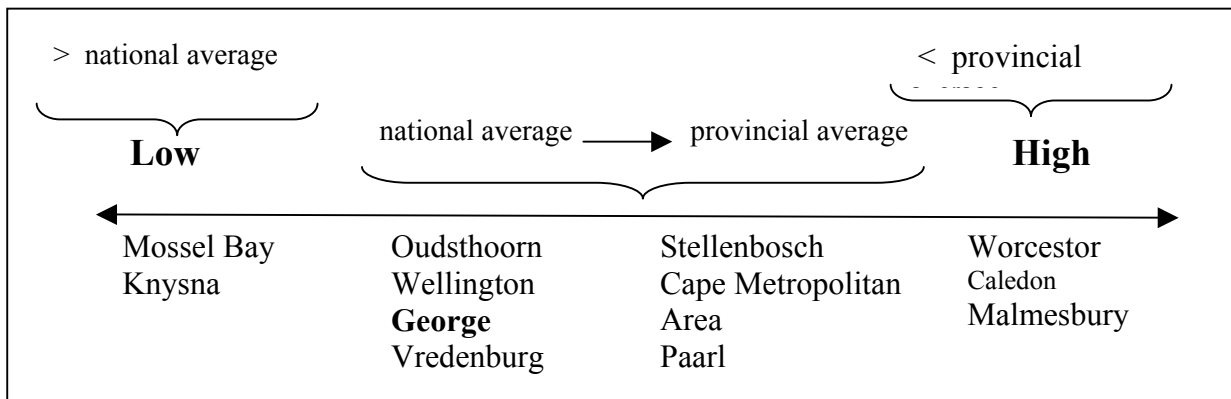 > national average
< provincial
national average
provincial average
Low
High
Mossel Bay
Knysna
Oudsthoorn
Wellington
George
Vredenburg
Stellenbosch
Cape Metropolitan
Area
Paarl
Worcestor
Caledon
Malmesbury